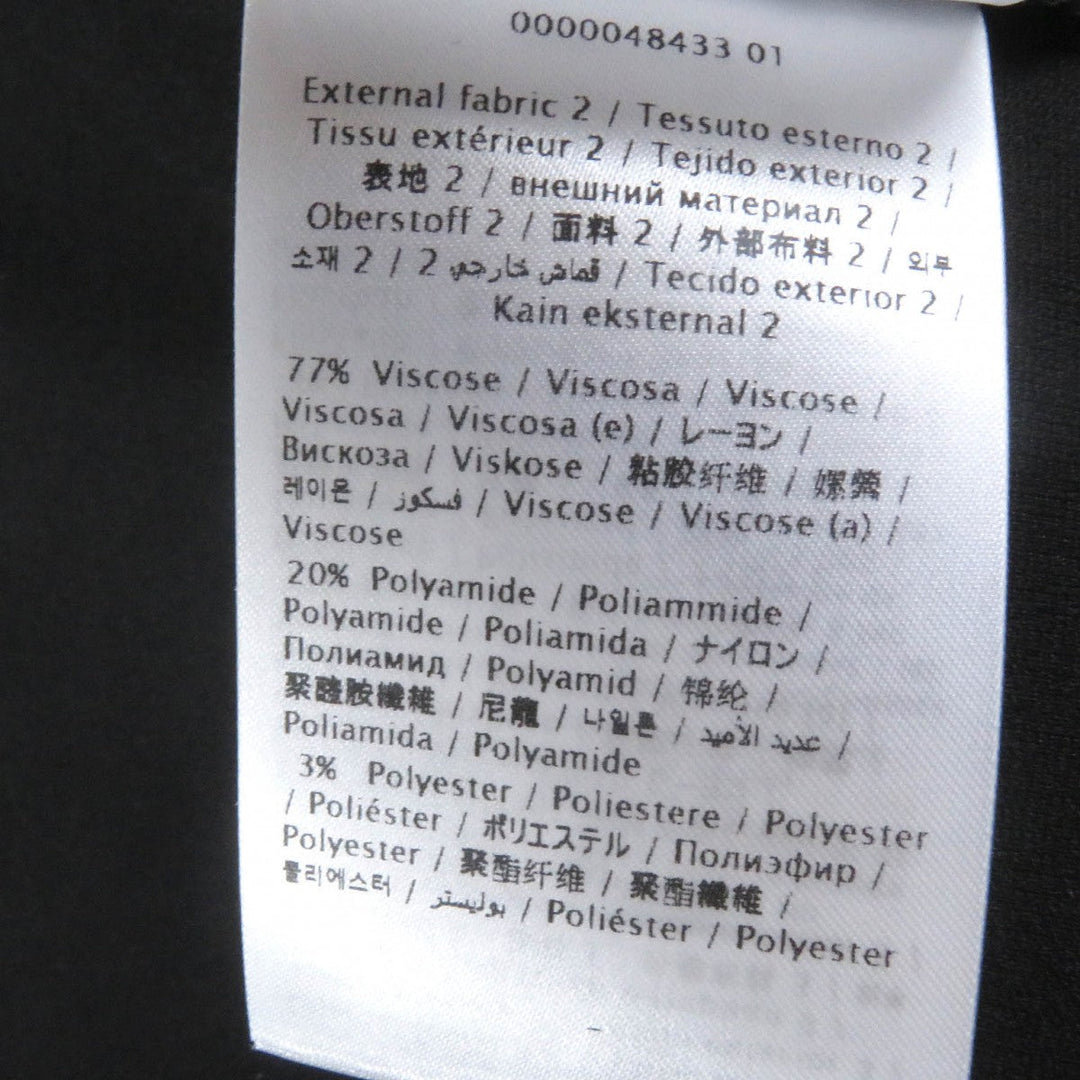 0000048433 01
External fabric 2 / Tessuto esterno 2 /
Tissu extérieur 2 / Tejido exterior 2 /
表地 2 / внешний материал 2 /
Oberstoff 2 / 面料 2 / 外部布料 2 / 외부
소재 2 / 2 قماش خارجي / Tecido exterior 2 /
Kain eksternal 2
77% Viscose / Viscosa / Viscose /
Viscosa / Viscosa (e) / レーヨン /
Вискоза / Viskose / 粘胶纤维 / 嫘縈 /
레이온 / فسكوز / Viscose / Viscose (a) /
Viscose
20% Polyamide / Poliammide /
Polyamide / Poliamida / ナイロン /
Полиамид / Polyamid / 锦纶 /
聚醯胺纖維 / 尼龍 / 나일론 / عديد الأميد /
Poliamida / Polyamide
3% Polyester / Poliestere / Polyester
/ Poliéster / ポリエステル / Полиэфир /
Polyester / 聚酯纤维 / 聚酯纖維 /
폴리에스터 / بوليستر / Poliéster / Polyester